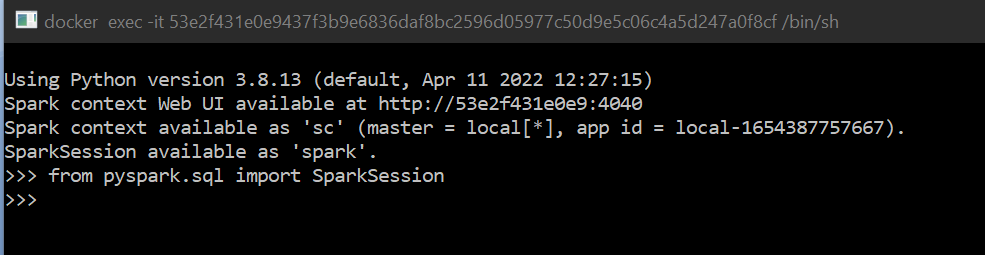 docker exec -it 53e2f431e0e9437f3b9e6836daf8bc2596d05977c50d9e5c06c4a5d247a0f8cf /bin/sh
Using Python version 3.8.13 (default, Apr 11 2022 12:27:15)
Spark context Web UI available at http://53e2f431e0e9:4040
Spark context available as 'sc' (master = local[*], app id = local-1654387757667).
SparkSession available as 'spark'.
>>> from pyspark.sql import SparkSession
>>>